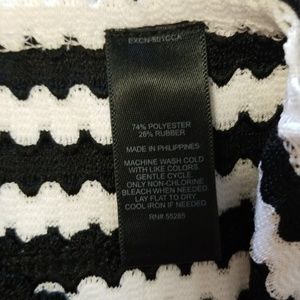 EXCN-801CCA
74% POLYESTER
26% RUBBER
MADE IN PHILIPPINES
MACHINE WASH COLD
WITH LIKE COLORS
GENTLE CYCLE
ONLY NON-CHLORINE
BLEACH WHEN NEEDED
LAY FLAT TO DRY
COOL IRON IF NEEDED
RN# 55285